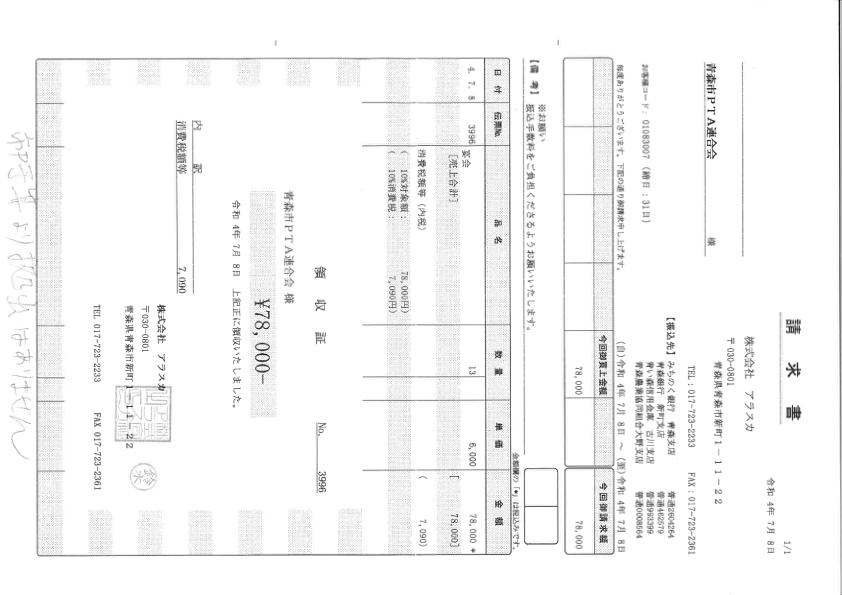 請求書
1/1
令和 4年 7月 8日
青森市PTA連合会 様
株式会社 アラスカ
〒030-0801
青森県青森市新町1-11-22
TEL:017-723-2233 FAX:017-723-2361
お客様コード: 01083007 (締日:31日)
毎度ありがとうございます。下記の通り御請求申し上げます。
【振込先】みちのく銀行 青森支店 普通2604264
青森銀行 新町支店 普通462579
青い森信用金庫 古川支店 普通993399
青森農業協同組合大野支店 普通0008564
(自)令和 4年 7月 8日 ～ (至)令和 4年 7月 8日
今回御買上金額 今回御請求額
78,000 78,000
【備考】 ※お願い
振込手数料をご負担くださるようお願いいたします。
金額欄の「*」は税込みです。
日付 伝票№ 品名 数量 単価 金額
4. 7. 8 3996 宴会 13 6,000 78,000 *
[売上合計] [ 78,000]
消費税額等(内税) ( 7,090)
( 10%対象額: 78,000円)
( 10%消費税: 7,090円)
領収証
No. 3996
青森市PTA連合会 様
¥78,000-
令和 4年 7月 8日 上記正に領収いたしました。
内訳
消費税額等 7,090
株式会社 アラスカ
〒030-0801
青森県青森市新町1-11-22
TEL 017-723-2233 FAX 017-723-2361